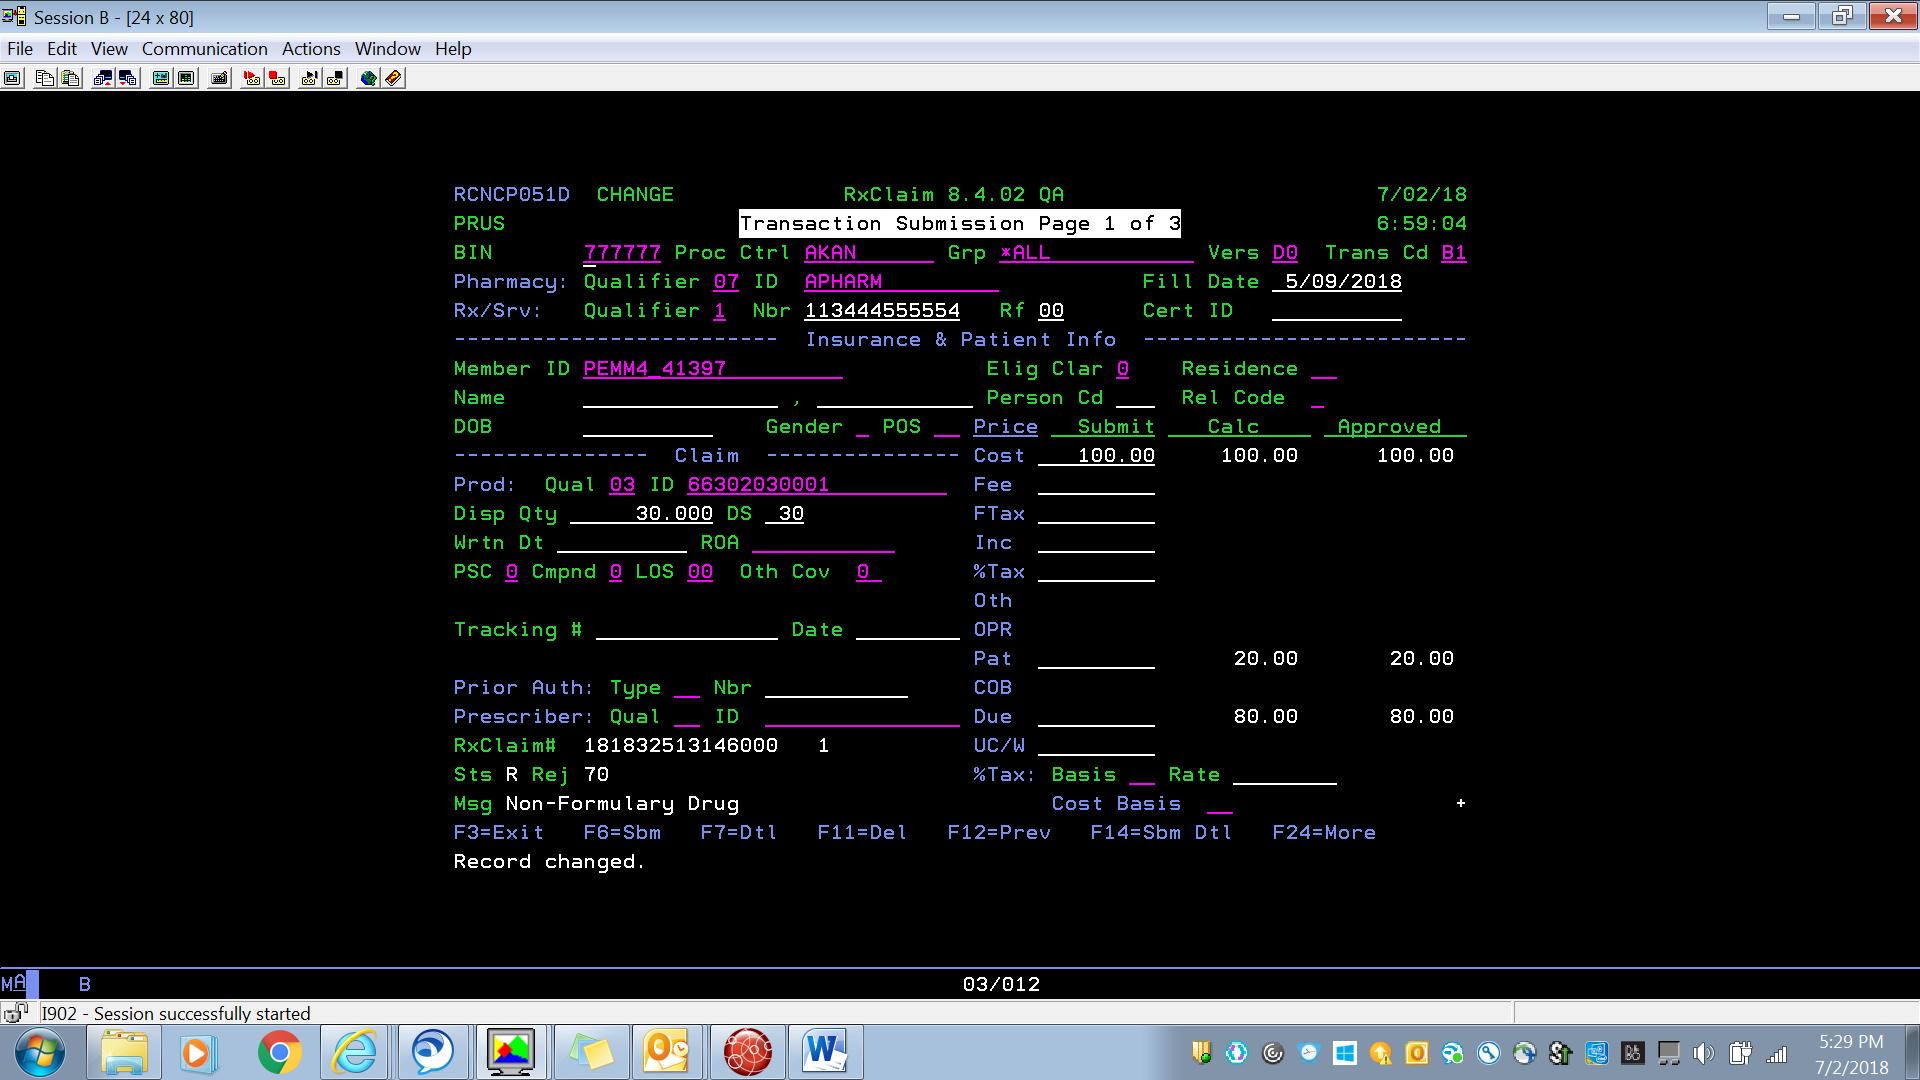 Session B - [24 x 80]
File Edit View Communication Actions Window Help
RCNCP051D CHANGE RxClaim 8.4.02 QA 7/02/18
PRUS Transaction Submission Page 1 of 3 6:59:04
BIN 777777 Proc Ctrl AKAN Grp *ALL Vers D0 Trans Cd B1
Pharmacy: Qualifier 07 ID APHARM Fill Date 5/09/2018
Rx/Srv: Qualifier 1 Nbr 113444555554 Rf 00 Cert ID
------------------------- Insurance & Patient Info -------------------------
Member ID PEMM4_41397 Elig Clar 0 Residence
Name , Person Cd Rel Code
DOB Gender POS Price Submit Calc Approved
--------------- Claim --------------- Cost 100.00 100.00 100.00
Prod: Qual 03 ID 66302030001 Fee
Disp Qty 30.000 DS 30 FTax
Wrtn Dt ROA Inc
PSC 0 Cmpnd 0 LOS 00 Oth Cov 0 %Tax
Oth
Tracking # Date OPR
Pat 20.00 20.00
Prior Auth: Type Nbr COB
Prescriber: Qual ID Due 80.00 80.00
RxClaim# 181832513146000 1 UC/W
Sts R Rej 70 %Tax: Basis Rate
Msg Non-Formulary Drug Cost Basis +
F3=Exit F6=Sbm F7=Dtl F11=Del F12=Prev F14=Sbm Dtl F24=More
Record changed.
MA B 03/012
I902 - Session successfully started
5:29 PM
7/2/2018